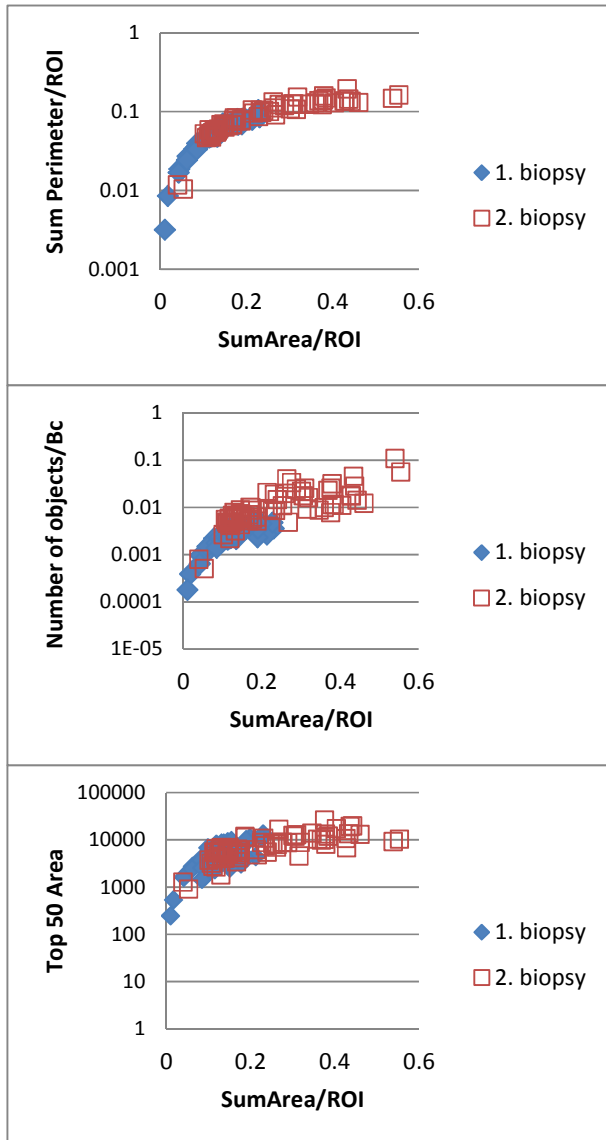 1
0.1
0.01
0.001
0 0.2 0.4 0.6
Sum Perimeter/ROI
SumArea/ROI
1. biopsy
2. biopsy
1
0.1
0.01
0.001
0.0001
1E-05
0 0.2 0.4 0.6
Number of objects/Bc
SumArea/ROI
1. biopsy
2. biopsy
100000
10000
1000
100
10
1
0 0.2 0.4 0.6
Top 50 Area
SumArea/ROI
1. biopsy
2. biopsy